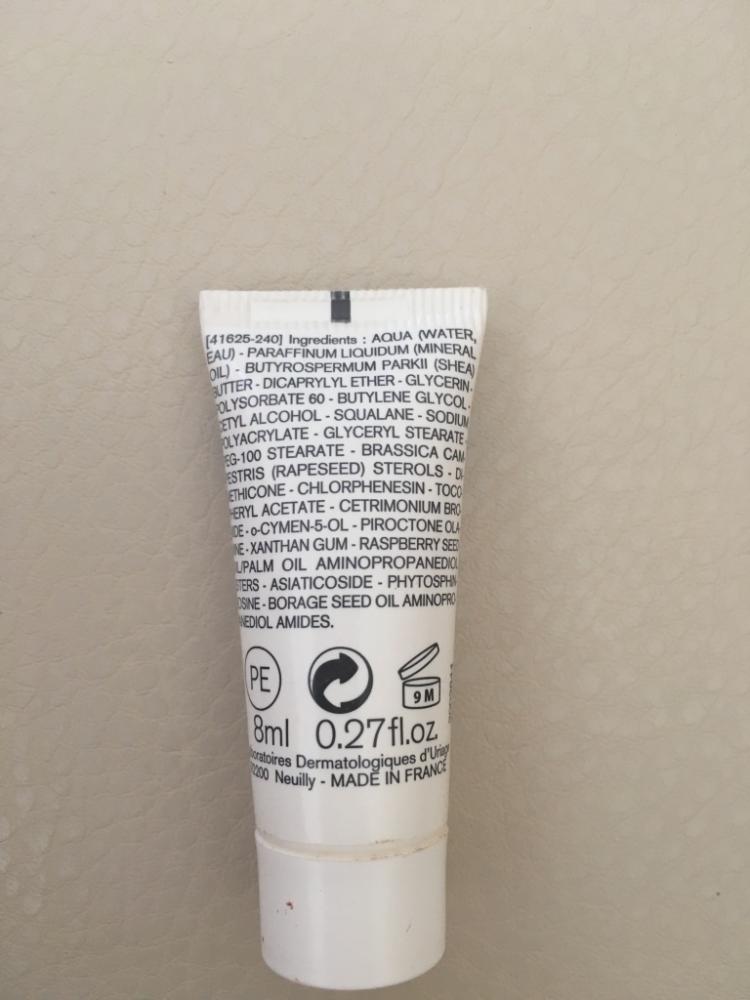 [41625-240] Ingredients : AQUA (WATER,
EAU) - PARAFFINUM LIQUIDUM (MINERAL
OIL) - BUTYROSPERMUM PARKII (SHEA)
BUTTER - DICAPRYLYL ETHER - GLYCERIN-
POLYSORBATE 60 - BUTYLENE GLYCOL -
CETYL ALCOHOL - SQUALANE - SODIUM
POLYACRYLATE - GLYCERYL STEARATE -
PEG-100 STEARATE - BRASSICA CAM-
PESTRIS (RAPESEED) STEROLS - DI-
METHICONE - CHLORPHENESIN - TOCO-
PHERYL ACETATE - CETRIMONIUM BRO-
MIDE - o-CYMEN-5-OL - PIROCTONE OLA-
MINE - XANTHAN GUM - RASPBERRY SEED
OIL/PALM OIL AMINOPROPANEDIOL
ESTERS - ASIATICOSIDE - PHYTOSPHIN-
GOSINE - BORAGE SEED OIL AMINOPRO-
PANEDIOL AMIDES.
PE 9 M
8ml 0.27fl.oz.
Laboratoires Dermatologiques d'Uriage
92200 Neuilly - MADE IN FRANCE